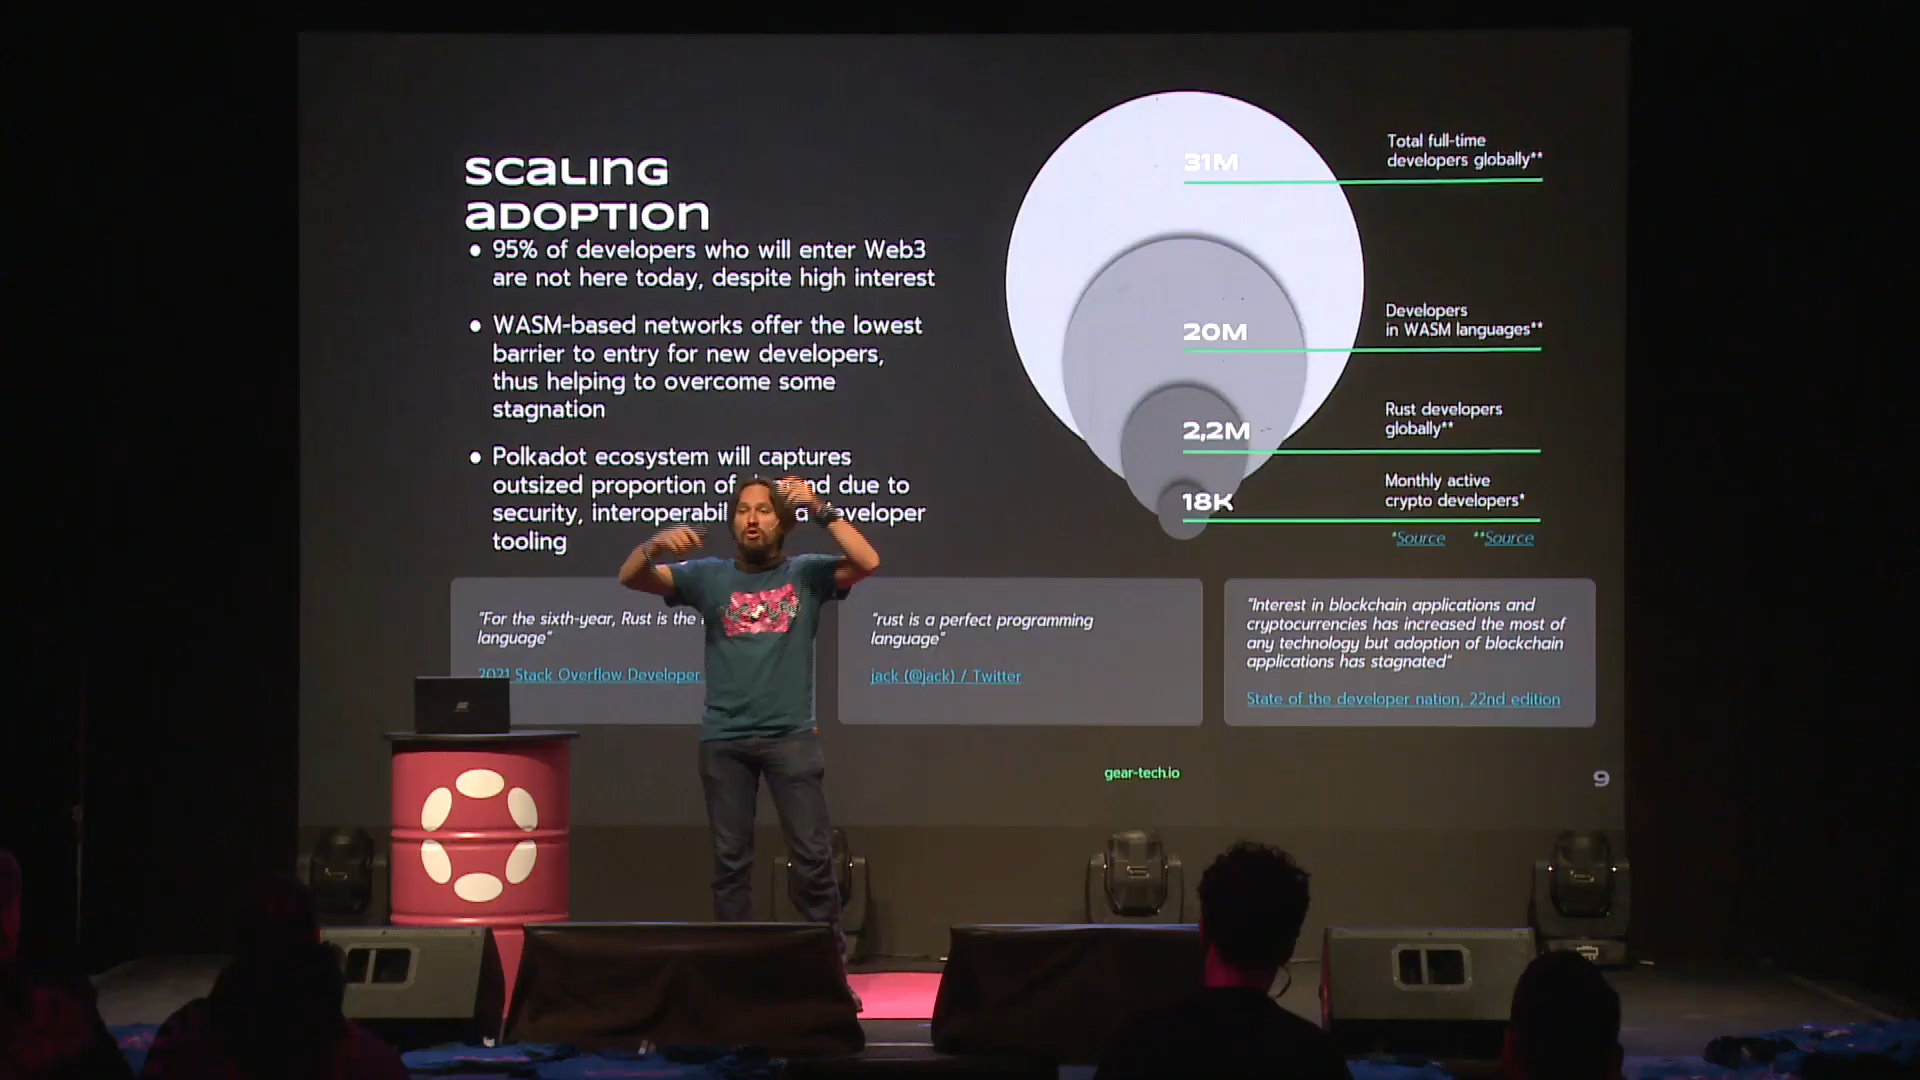 scaling
adoption
● 95% of developers who will enter Web3
are not here today, despite high interest
● WASM-based networks offer the lowest
barrier to entry for new developers,
thus helping to overcome some
stagnation
● Polkadot ecosystem will captures
outsized proportion of due to
security, developer
tooling
31M
Total full-time
developers globally**
20M
Developers
in WASM languages**
2,2M
Rust developers
globally**
18K
Monthly active
crypto developers*
*Source **Source
"For the sixth-year, Rust is the
language"
2021 Stack Overflow Developer
"rust is a perfect programming
language"
jack (@jack) / Twitter
"Interest in blockchain applications and
cryptocurrencies has increased the most of
any technology but adoption of blockchain
applications has stagnated"
State of the developer nation, 22nd edition
gear-tech.io
9